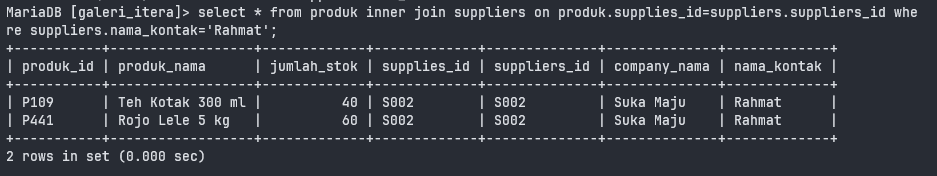 MariaDB [galeri_itera]> select * from produk inner join suppliers on produk.supplies_id=suppliers.suppliers_id whe
re suppliers.nama_kontak='Rahmat';
+-----------+-----------------+-------------+-------------+--------------+--------------+-------------+
| produk_id | produk_nama     | jumlah_stok | supplies_id | suppliers_id | company_nama | nama_kontak |
+-----------+-----------------+-------------+-------------+--------------+--------------+-------------+
| P109      | Teh Kotak 300 ml |          40 | S002        | S002         | Suka Maju    | Rahmat      |
| P441      | Rojo Lele 5 kg  |          60 | S002        | S002         | Suka Maju    | Rahmat      |
+-----------+-----------------+-------------+-------------+--------------+--------------+-------------+
2 rows in set (0.000 sec)